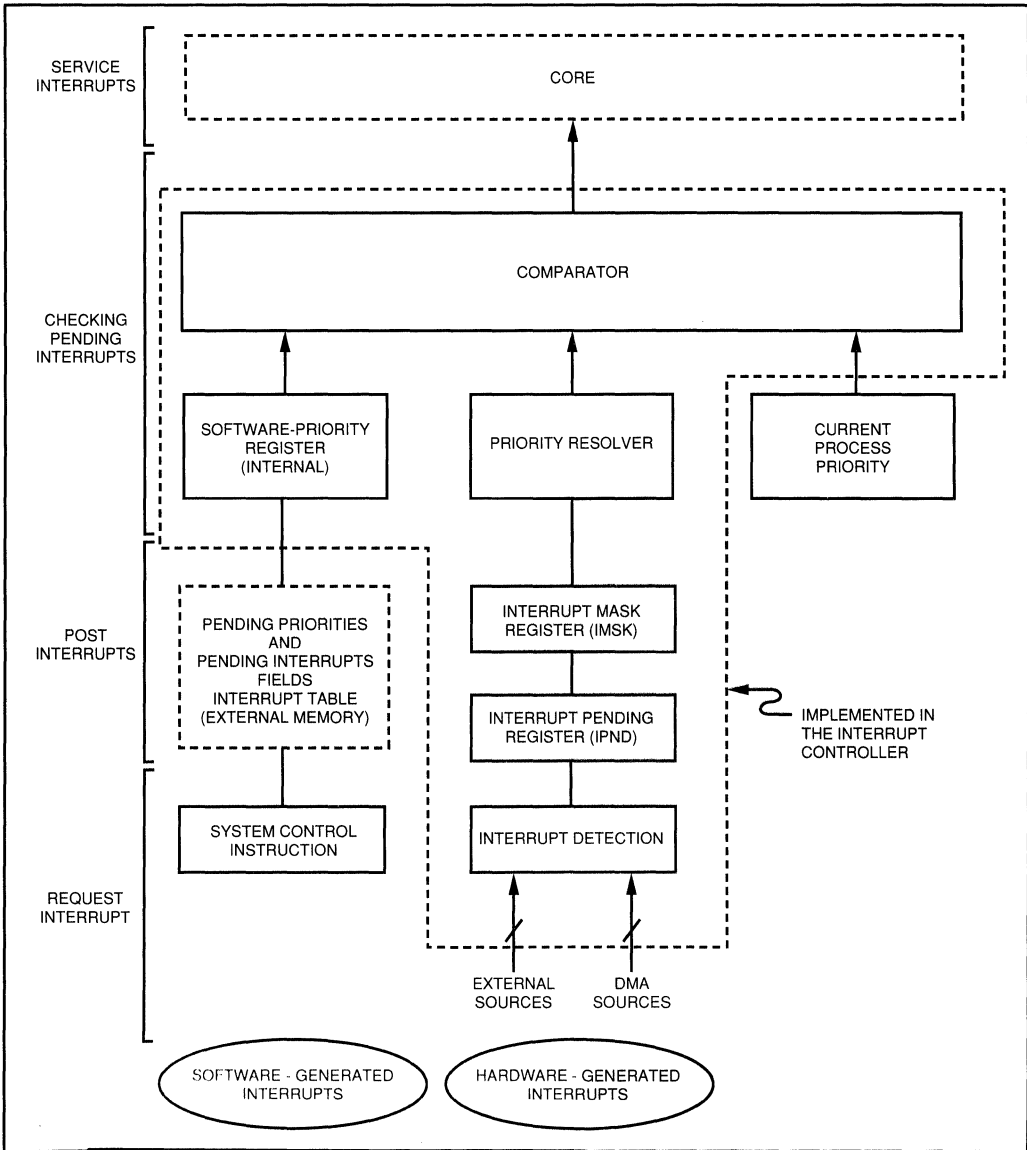 SERVICE
INTERRUPTS
CORE
COMPARATOR
CHECKING
PENDING
INTERRUPTS
SOFTWARE-PRIORITY
REGISTER
(INTERNAL)
PRIORITY RESOLVER
CURRENT
PROCESS
PRIORITY
POST
INTERRUPTS
PENDING PRIORITIES
AND
PENDING INTERRUPTS
FIELDS
INTERRUPT TABLE
(EXTERNAL MEMORY)
INTERRUPT MASK
REGISTER (IMSK)
INTERRUPT PENDING
REGISTER (IPND)
IMPLEMENTED IN
THE INTERRUPT
CONTROLLER
REQUEST
INTERRUPT
SYSTEM CONTROL
INSTRUCTION
INTERRUPT DETECTION
EXTERNAL
SOURCES
DMA
SOURCES
SOFTWARE - GENERATED
INTERRUPTS
HARDWARE - GENERATED
INTERRUPTS